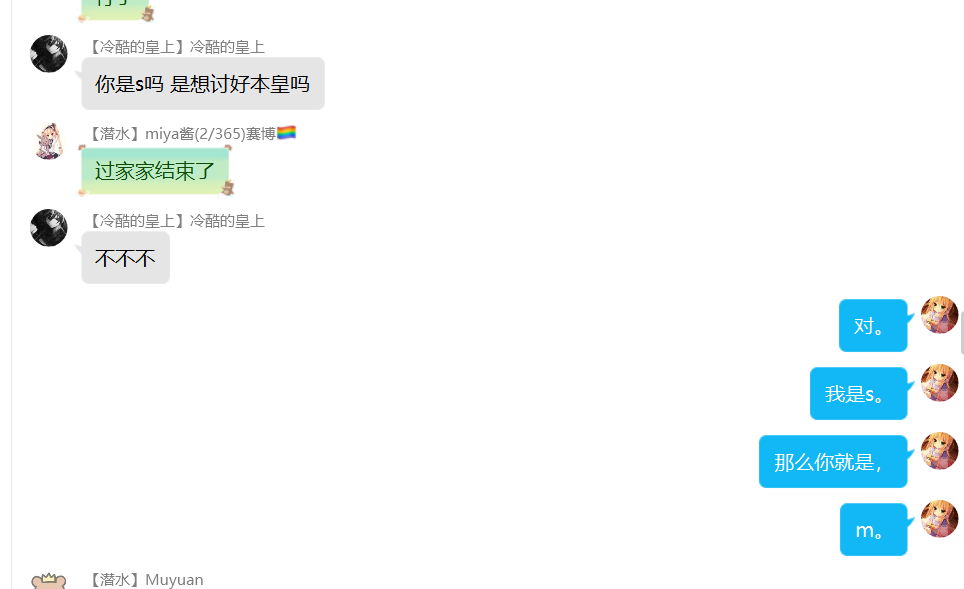 【冷酷的皇上】冷酷的皇上
你是s吗 是想讨好本皇吗
【潜水】miya酱(2/365)赛博🏳️‍🌈
过家家结束了
【冷酷的皇上】冷酷的皇上
不不不
对。
我是s。
那么你就是，
m。
【潜水】Muyuan